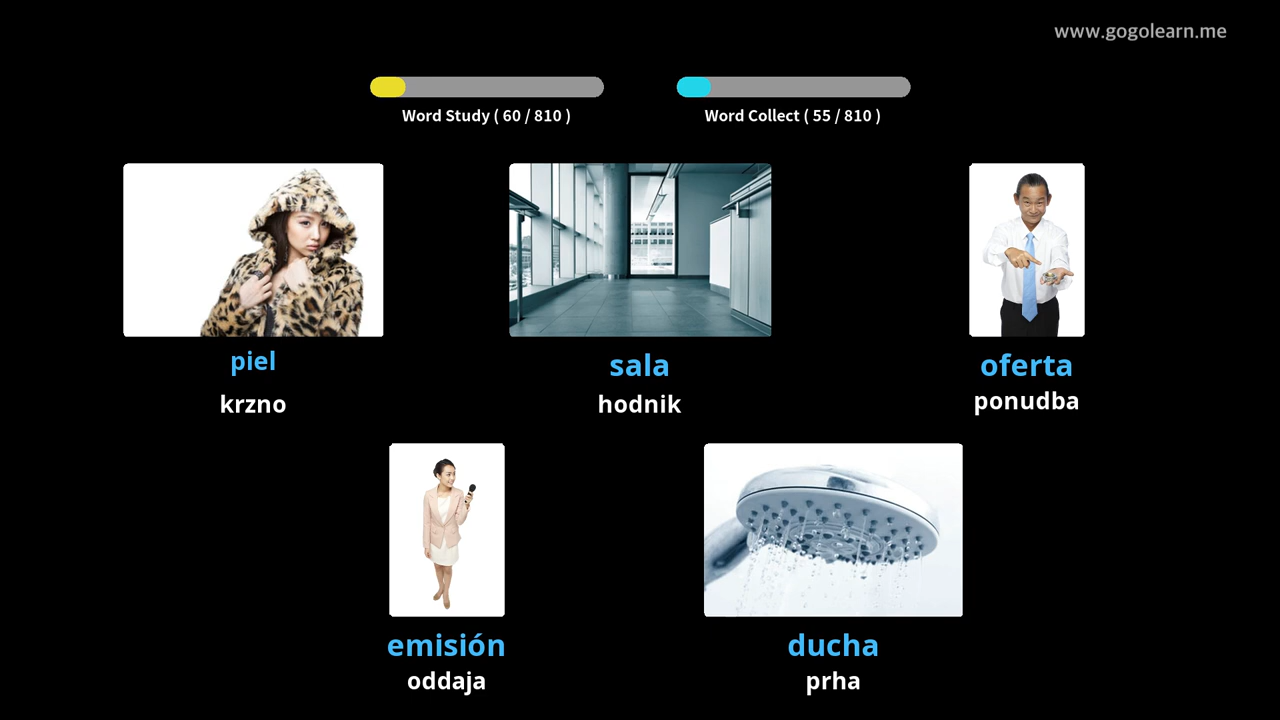 www.gogolearn.me
Word Study ( 60 / 810 )
Word Collect ( 55 / 810 )
piel
krzno
sala
hodnik
oferta
ponudba
emisión
oddaja
ducha
prha